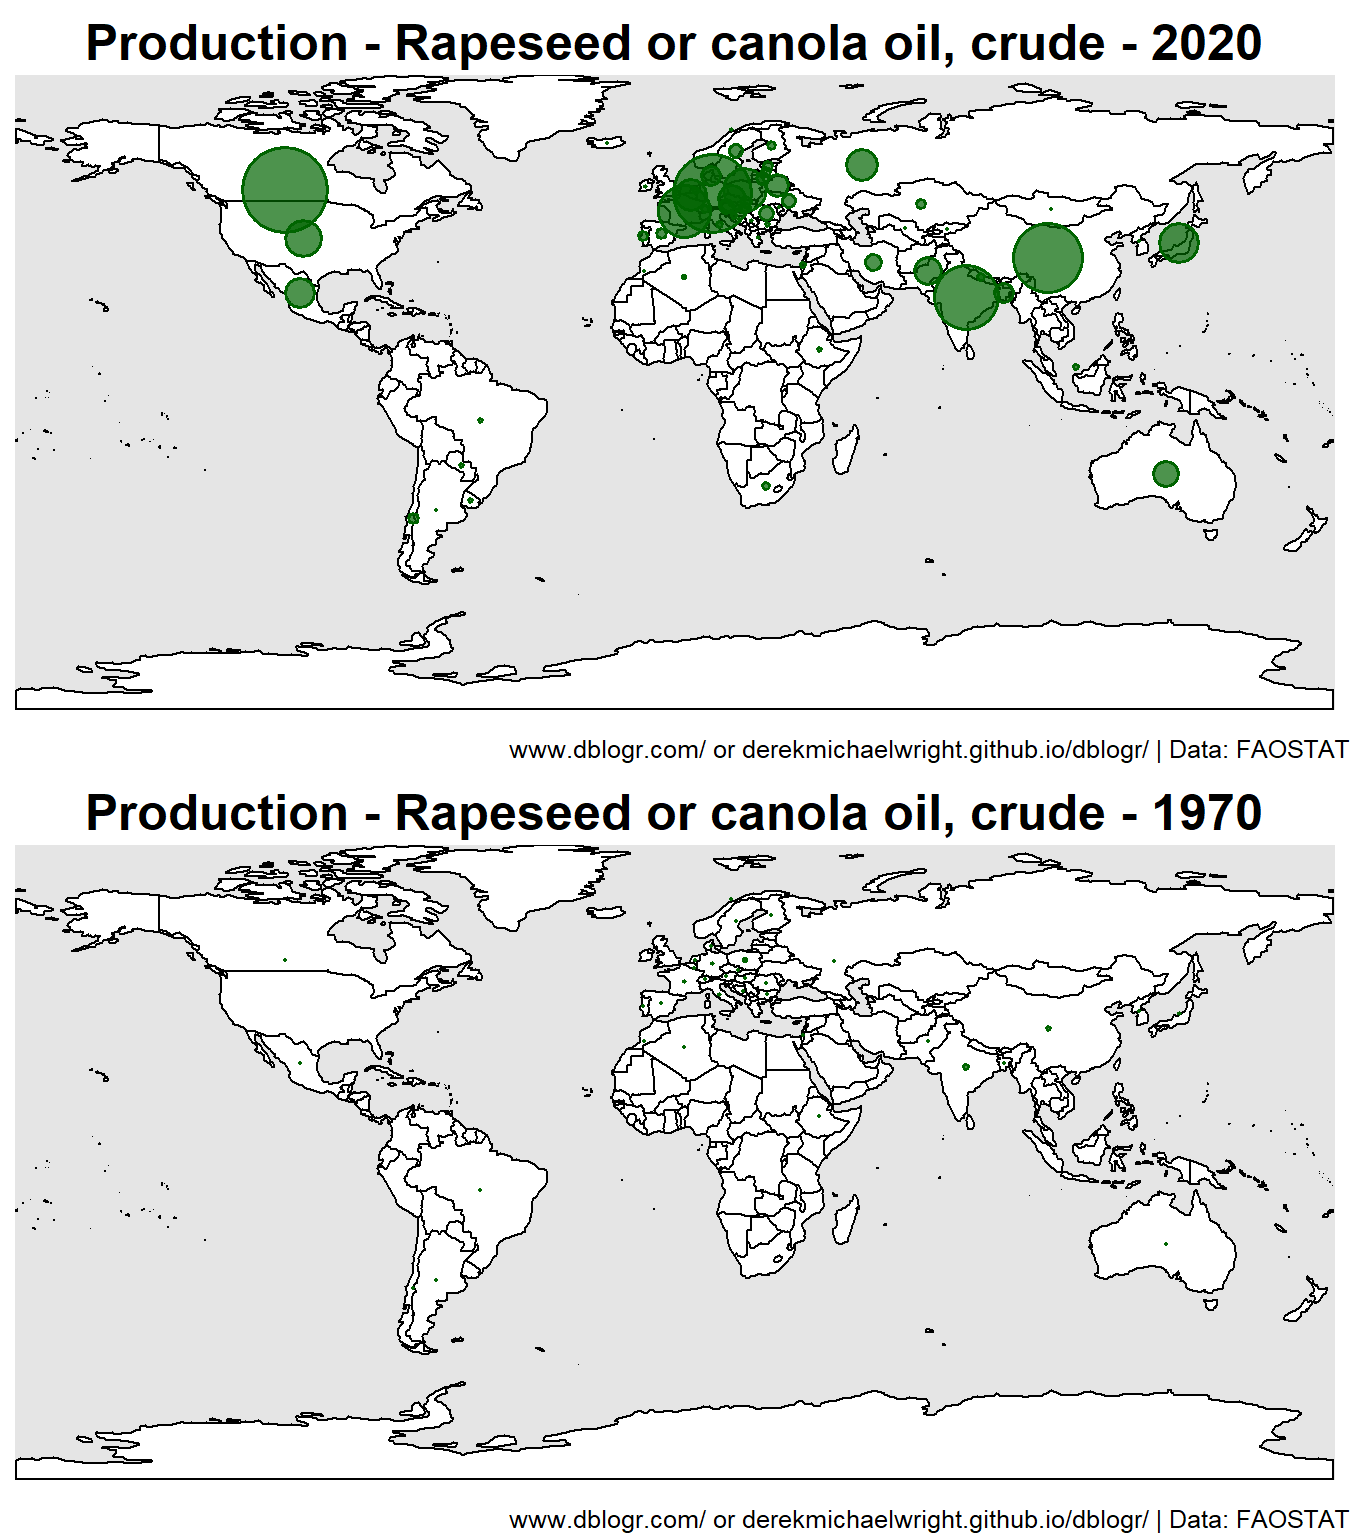 Production - Rapeseed or canola oil, crude - 2020
www.dblogr.com/ or derekmichaelwright.github.io/dblogr/ | Data: FAOSTAT
Production - Rapeseed or canola oil, crude - 1970
www.dblogr.com/ or derekmichaelwright.github.io/dblogr/ | Data: FAOSTAT